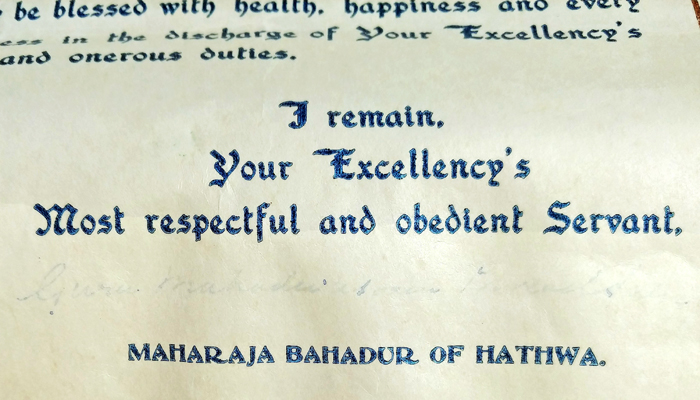 be blessed with health, happiness and every
in the discharge of Your Excellency's
and onerous duties.
I remain,
Your Excellency's
Most respectful and obedient Servant,
MAHARAJA BAHADUR OF HATHWA.